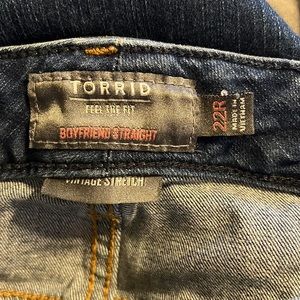 TORRID
FEEL THE FIT
BOYFRIEND STRAIGHT
22R
MADE IN
VIETNAM
VINTAGE STRETCH